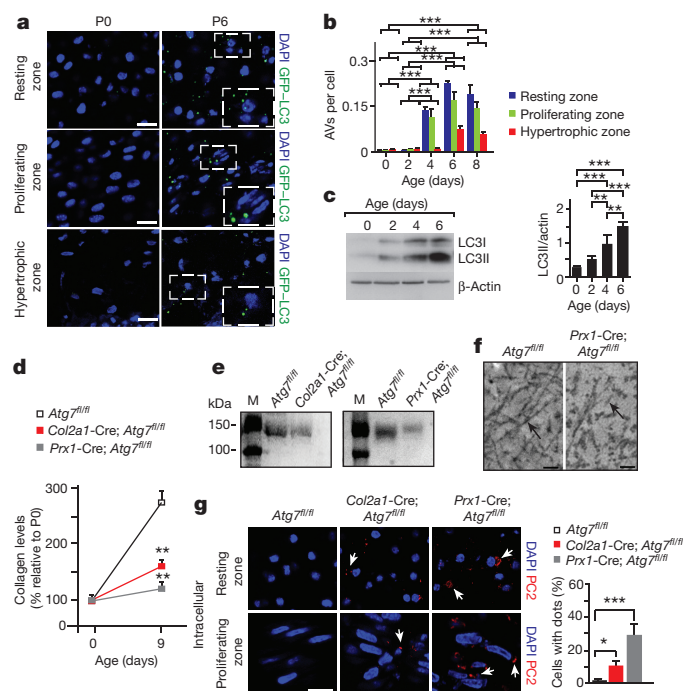 a
P0
P6
Resting zone
DAPI GFP–LC3
Proliferating zone
DAPI GFP–LC3
Hypertrophic zone
DAPI GFP–LC3
b
AVs per cell
0.3
0.15
0
***
***
***
***
***
***
0 2 4 6 8
Age (days)
Resting zone
Proliferating zone
Hypertrophic zone
c
Age (days)
0 2 4 6
LC3I
LC3II
β-Actin
LC3II/actin
2
1
0
***
***
***
**
**
0 2 4 6
Age (days)
d
Atg7fl/fl
Col2a1-Cre; Atg7fl/fl
Prx1-Cre; Atg7fl/fl
Collagen levels
(% relative to P0)
300
200
100
0
**
**
0 9
Age (days)
e
kDa
150
100
M
Atg7fl/fl
Col2a1-Cre;
Atg7fl/fl
M
Atg7fl/fl
Prx1-Cre;
Atg7fl/fl
f
Atg7fl/fl
Prx1-Cre;
Atg7fl/fl
g
Atg7fl/fl
Col2a1-Cre;
Atg7fl/fl
Prx1-Cre;
Atg7fl/fl
Intracellular
Resting zone
DAPI PC2
Proliferating zone
DAPI PC2
Atg7fl/fl
Col2a1-Cre; Atg7fl/fl
Prx1-Cre; Atg7fl/fl
Cells with dots (%)
60
40
20
0
***
*